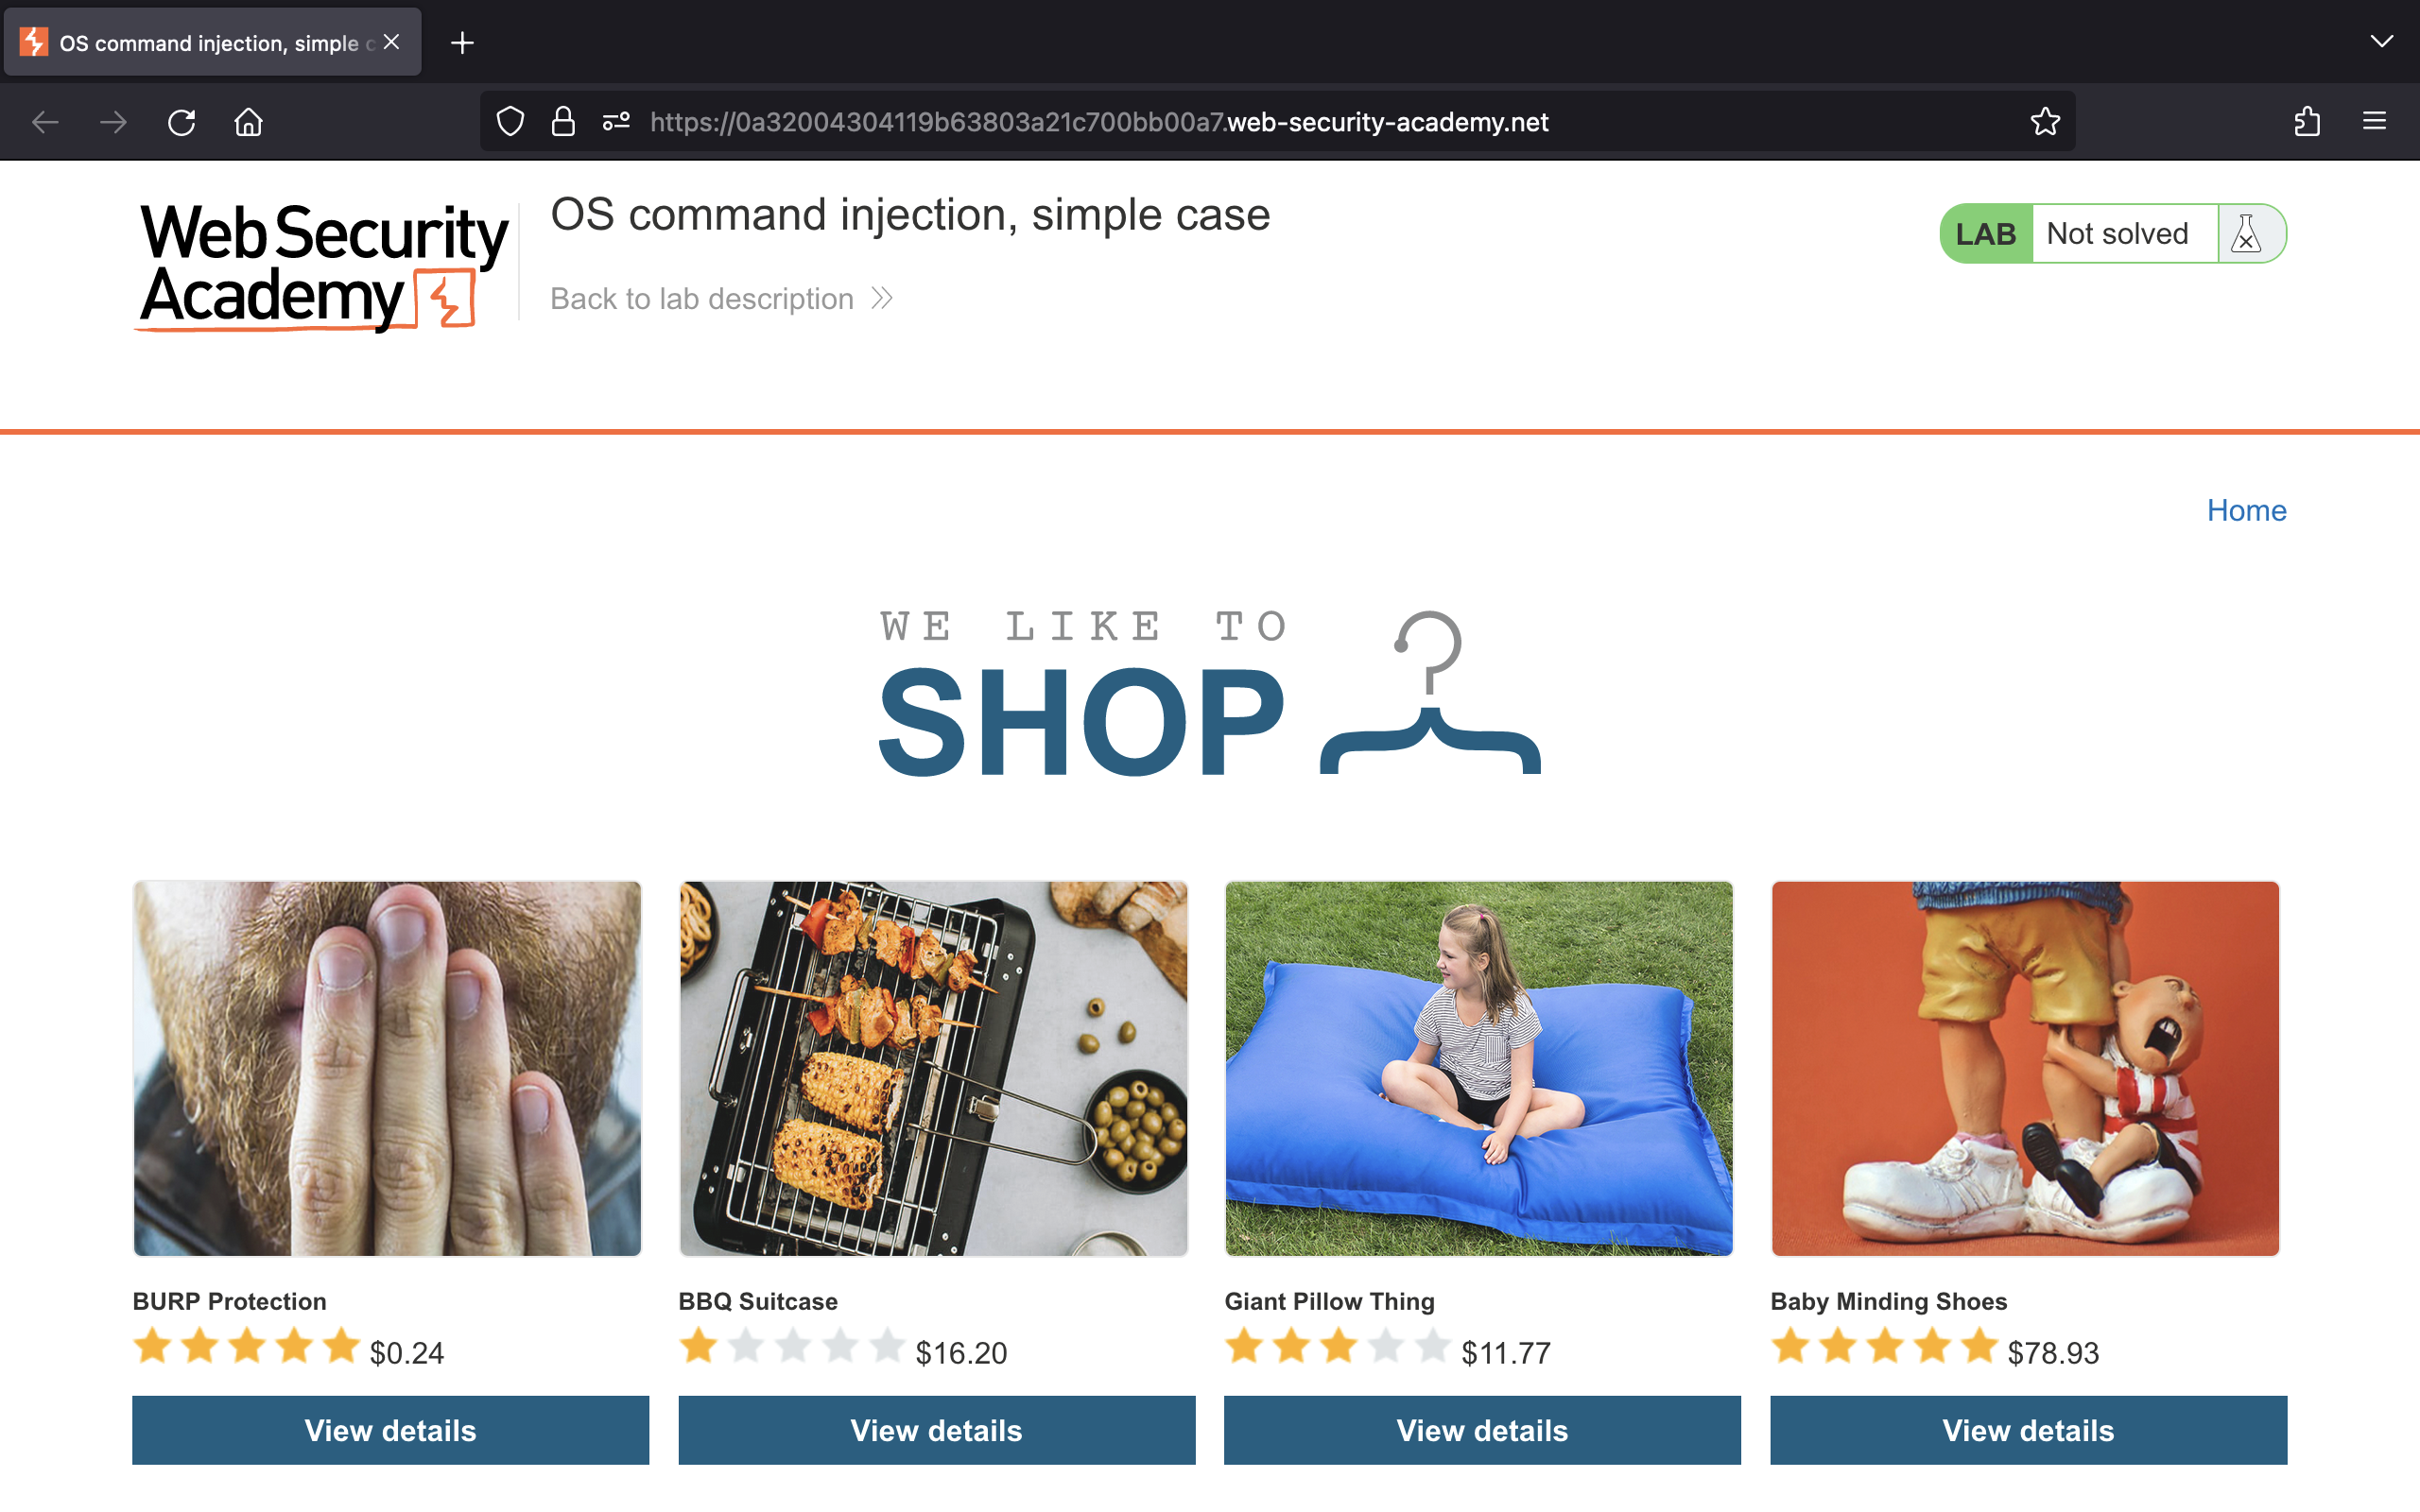 OS command injection, simple c
https://0a32004304119b63803a21c700bb00a7.web-security-academy.net
Web Security
Academy
OS command injection, simple case
Back to lab description
LAB Not solved
Home
WE LIKE TO
SHOP
BURP Protection
$0.24
View details
BBQ Suitcase
$16.20
View details
Giant Pillow Thing
$11.77
View details
Baby Minding Shoes
$78.93
View details